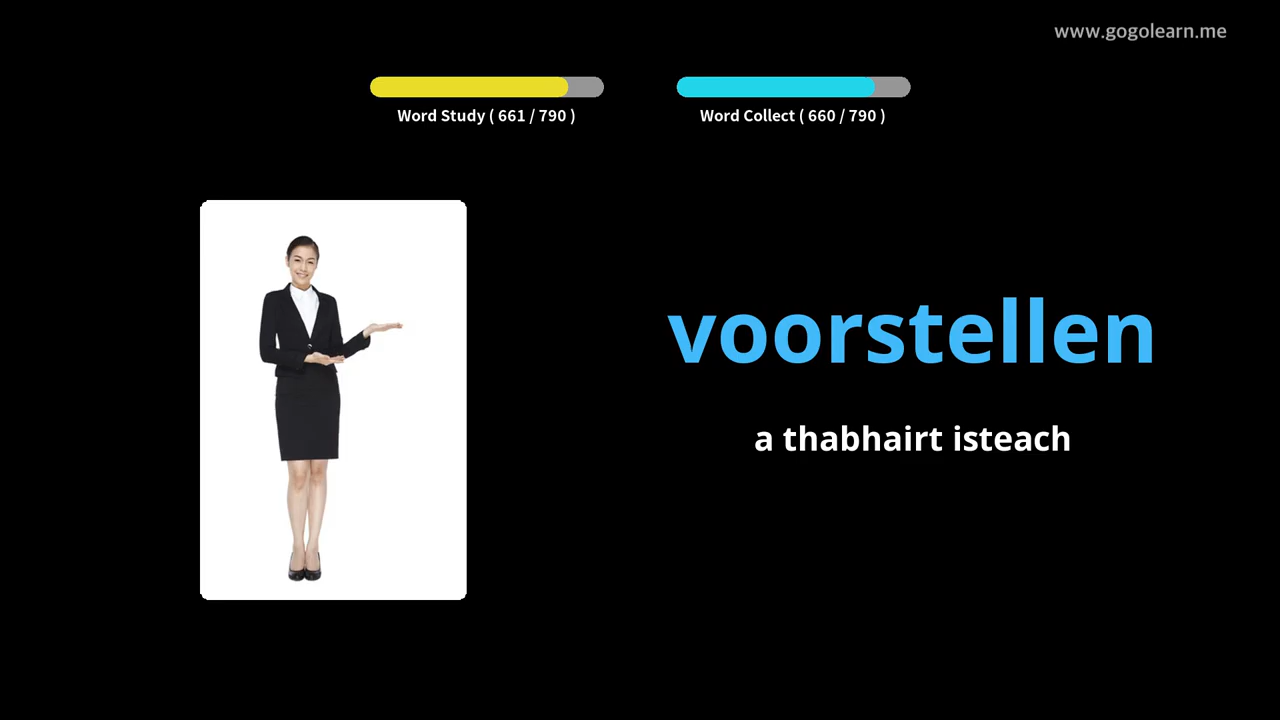 www.gogolearn.me
Word Study ( 661 / 790 )
Word Collect ( 660 / 790 )
voorstellen
a thabhairt isteach